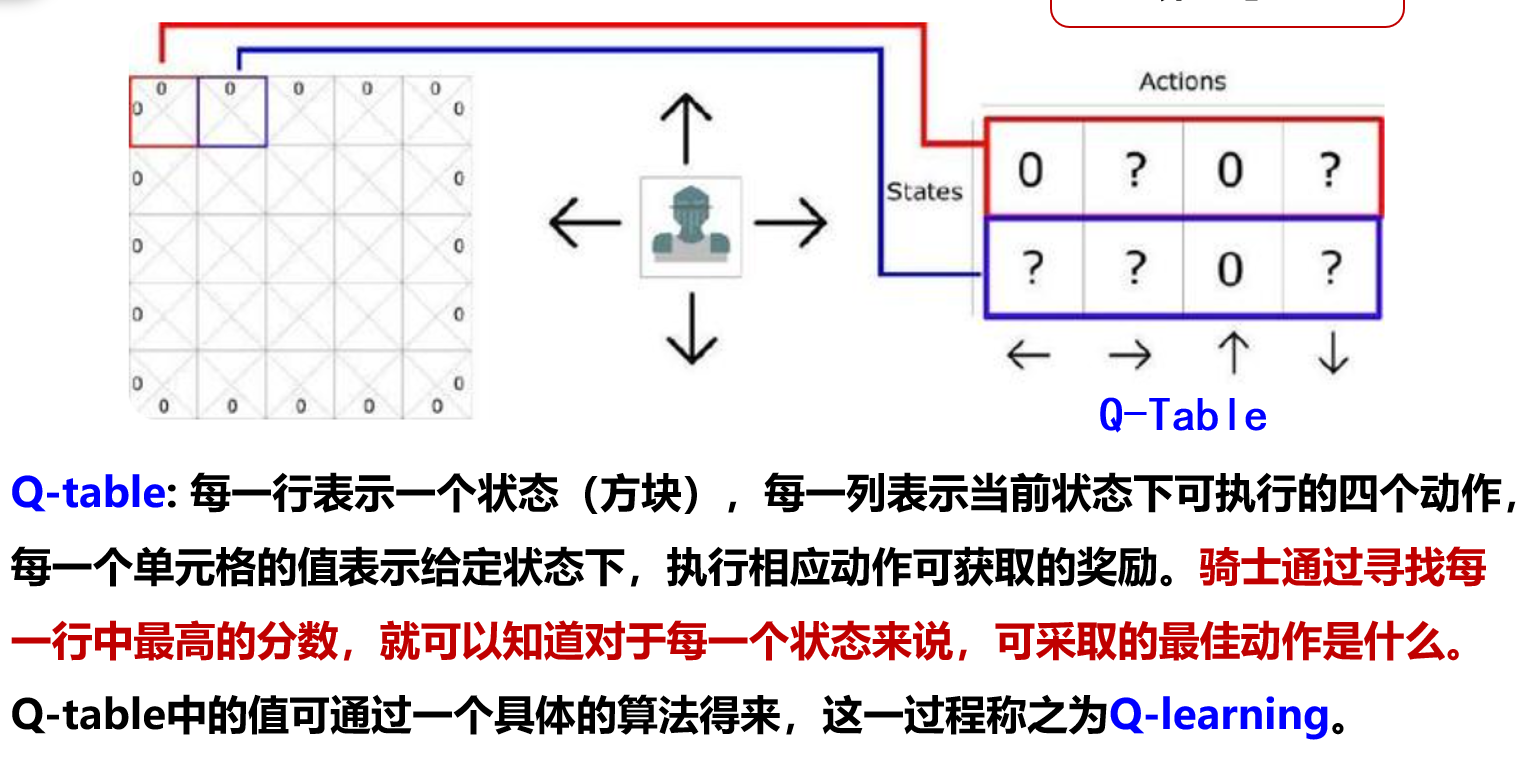 0 0 0 0 0
0 0
0 0
0 0
0 0
0 0
0 0 0 0 0
Actions
States
0 ? 0 ?
? ? 0 ?
← → ↑ ↓
Q-Table
Q-table: 每一行表示一个状态（方块），每一列表示当前状态下可执行的四个动作，
每一个单元格的值表示给定状态下，执行相应动作可获取的奖励。骑士通过寻找每
一行中最高的分数，就可以知道对于每一个状态来说，可采取的最佳动作是什么。
Q-table中的值可通过一个具体的算法得来，这一过程称之为Q-learning。